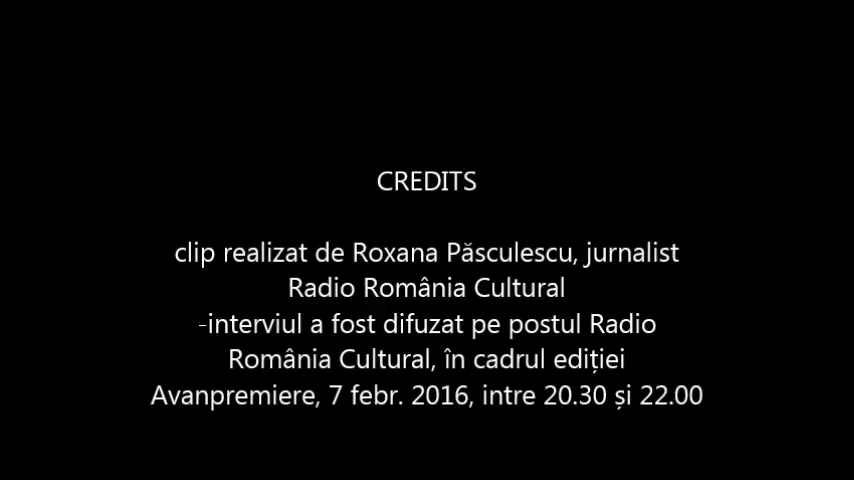 CREDITS
clip realizat de Roxana Păsculescu, jurnalist
Radio România Cultural
-interviul a fost difuzat pe postul Radio
România Cultural, în cadrul ediției
Avanpremiere, 7 febr. 2016, intre 20.30 și 22.00